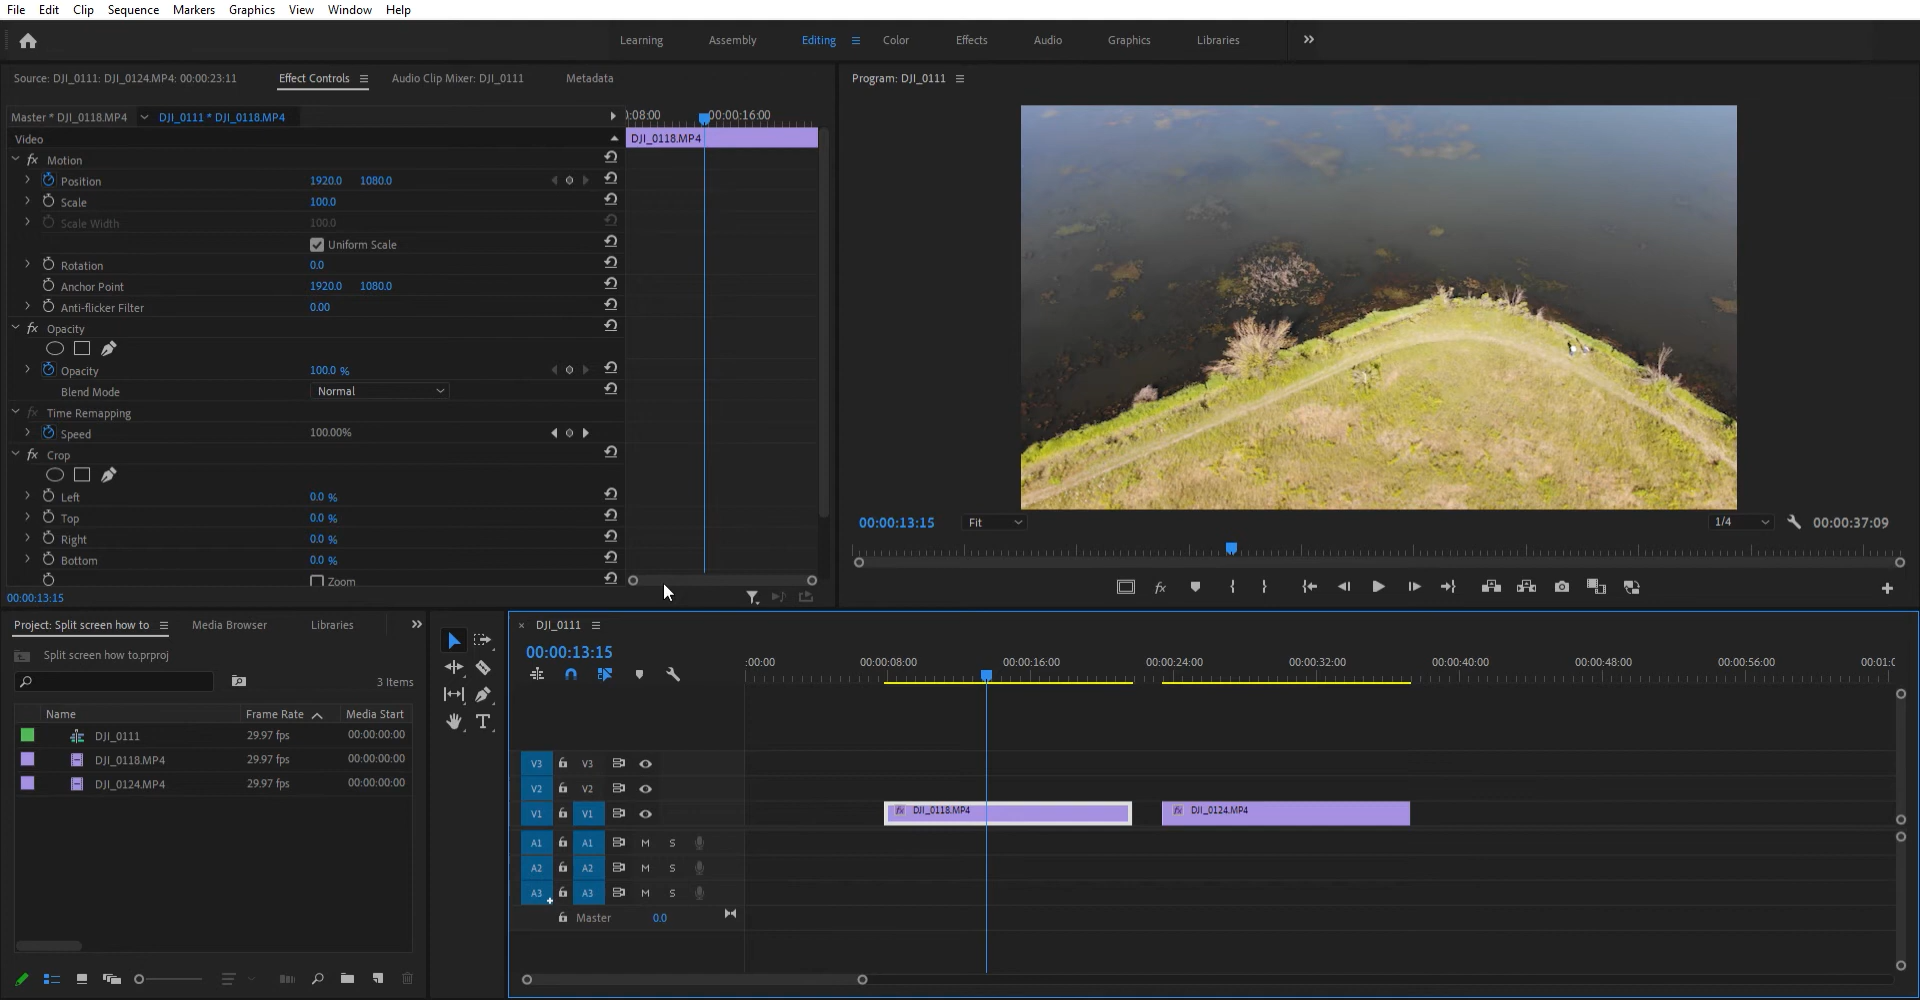 File Edit Clip Sequence Markers Graphics View Window Help
Learning Assembly Editing Color Effects Audio Graphics Libraries
Source: DJI_0111: DJI_0124.MP4: 00:00:23:11 Effect Controls Audio Clip Mixer: DJI_0111 Metadata
Master * DJI_0118.MP4 DJI_0111 * DJI_0118.MP4
):08:00 00:00:16:00
Video
DJI_0118.MP4
fx Motion
Position 1920.0 1080.0
Scale 100.0
Scale Width 100.0
Uniform Scale
Rotation 0.0
Anchor Point 1920.0 1080.0
Anti-flicker Filter 0.00
fx Opacity
Opacity 100.0 %
Blend Mode Normal
fx Time Remapping
Speed 100.00%
fx Crop
Left 0.0 %
Top 0.0 %
Right 0.0 %
Bottom 0.0 %
Zoom
00:00:13:15
Program: DJI_0111
00:00:13:15 Fit 1/4 00:00:37:09
fx
Project: Split screen how to Media Browser Libraries
Split screen how to.prproj
3 Items
Name Frame Rate Media Start
DJI_0111 29.97 fps 00:00:00:00
DJI_0118.MP4 29.97 fps 00:00:00:00
DJI_0124.MP4 29.97 fps 00:00:00:00
T
× DJI_0111
00:00:13:15
:00:00 00:00:08:00 00:00:16:00 00:00:24:00 00:00:32:00 00:00:40:00 00:00:48:00 00:00:56:00 00:01:0
V3 V3
V2 V2
V1 V1 fx DJI_0118.MP4 fx DJI_0124.MP4
A1 A1 M S
A2 A2 M S
A3 A3 M S
Master 0.0